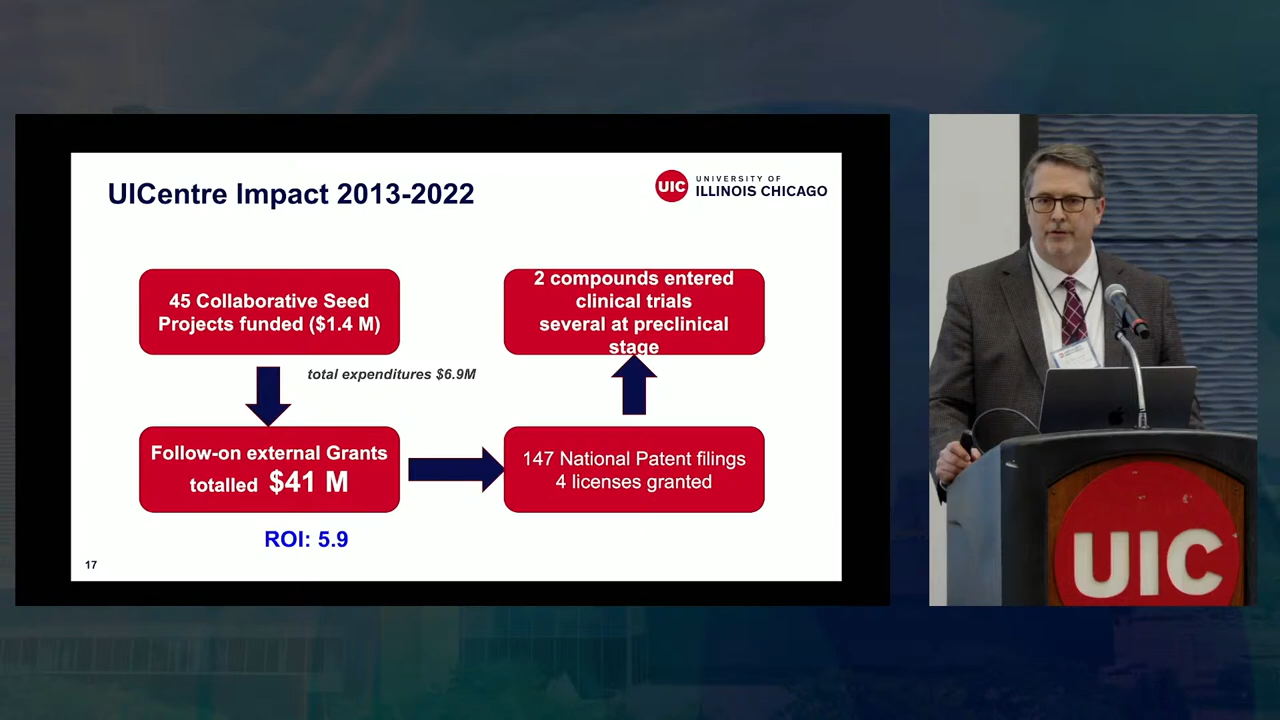 UICentre Impact 2013-2022
UIC
UNIVERSITY OF
ILLINOIS CHICAGO
45 Collaborative Seed
Projects funded ($1.4 M)
2 compounds entered
clinical trials
several at preclinical
stage
total expenditures $6.9M
Follow-on external Grants
totalled $41 M
147 National Patent filings
4 licenses granted
ROI: 5.9
17
UIC